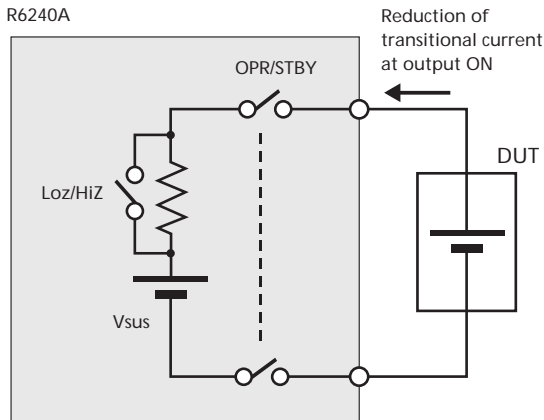 R6240A
Reduction of
transitional current
at output ON
OPR/STBY
DUT
Loz/HiZ
Vsus